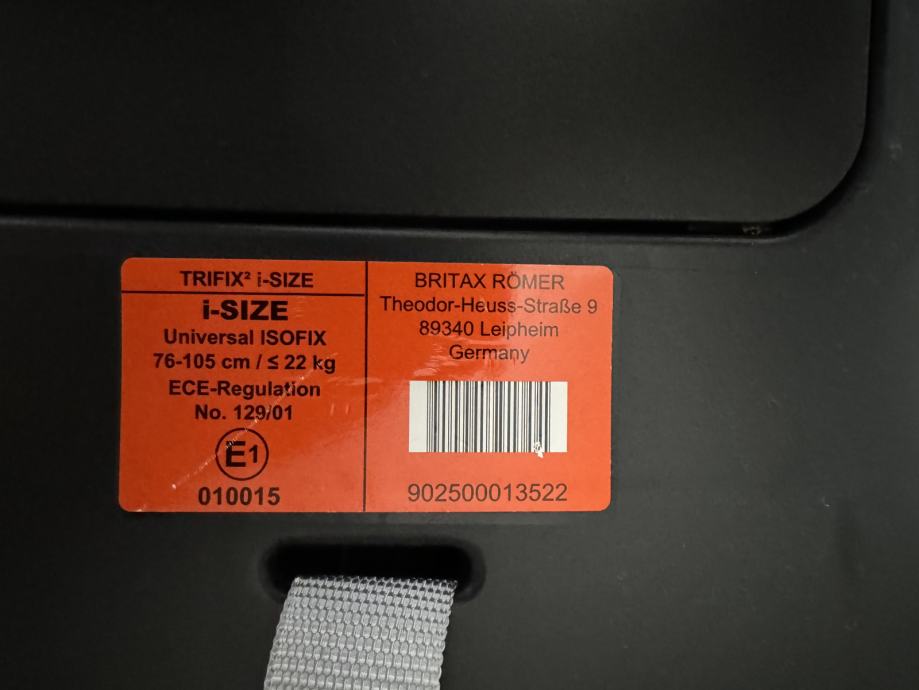 TRIFIX² i-SIZE
i-SIZE
Universal ISOFIX
76-105 cm / ≤ 22 kg
ECE-Regulation
No. 129/01
E1
010015
BRITAX RÖMER
Theodor-Heuss-Straße 9
89340 Leipheim
Germany
902500013522